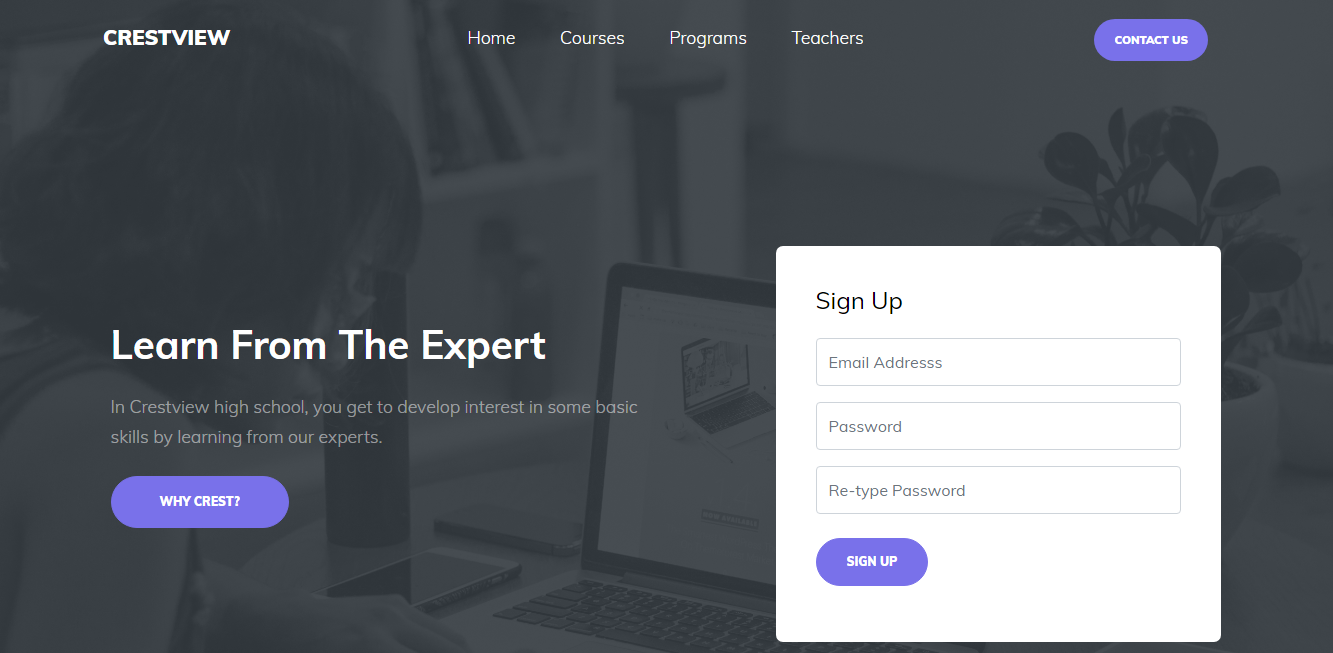 CRESTVIEW
Home Courses Programs Teachers
CONTACT US
Learn From The Expert
In Crestview high school, you get to develop interest in some basic
skills by learning from our experts.
WHY CREST?
Sign Up
Email Addresss
Password
Re-type Password
SIGN UP